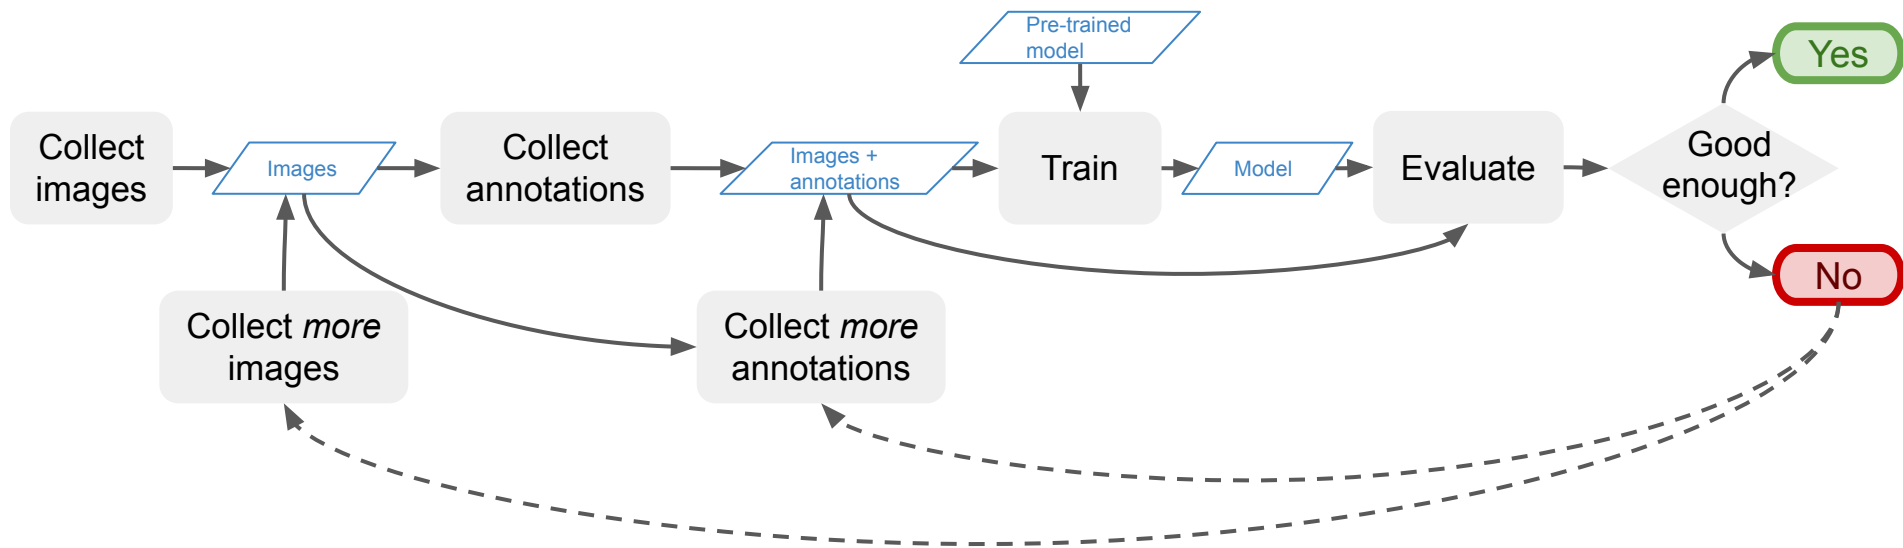 Pre-trained
model
Yes
Collect
images
Images
Collect
annotations
Images +
annotations
Train
Model
Evaluate
Good
enough?
No
Collect more
images
Collect more
annotations